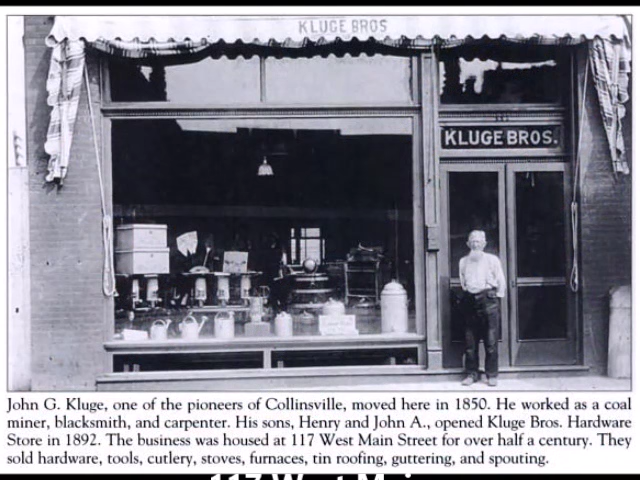 KLUGE BROS
KLUGE BROS.
John G. Kluge, one of the pioneers of Collinsville, moved here in 1850. He worked as a coal
miner, blacksmith, and carpenter. His sons, Henry and John A., opened Kluge Bros. Hardware
Store in 1892. The business was housed at 117 West Main Street for over half a century. They
sold hardware, tools, cutlery, stoves, furnaces, tin roofing, guttering, and spouting.
117 West Mai